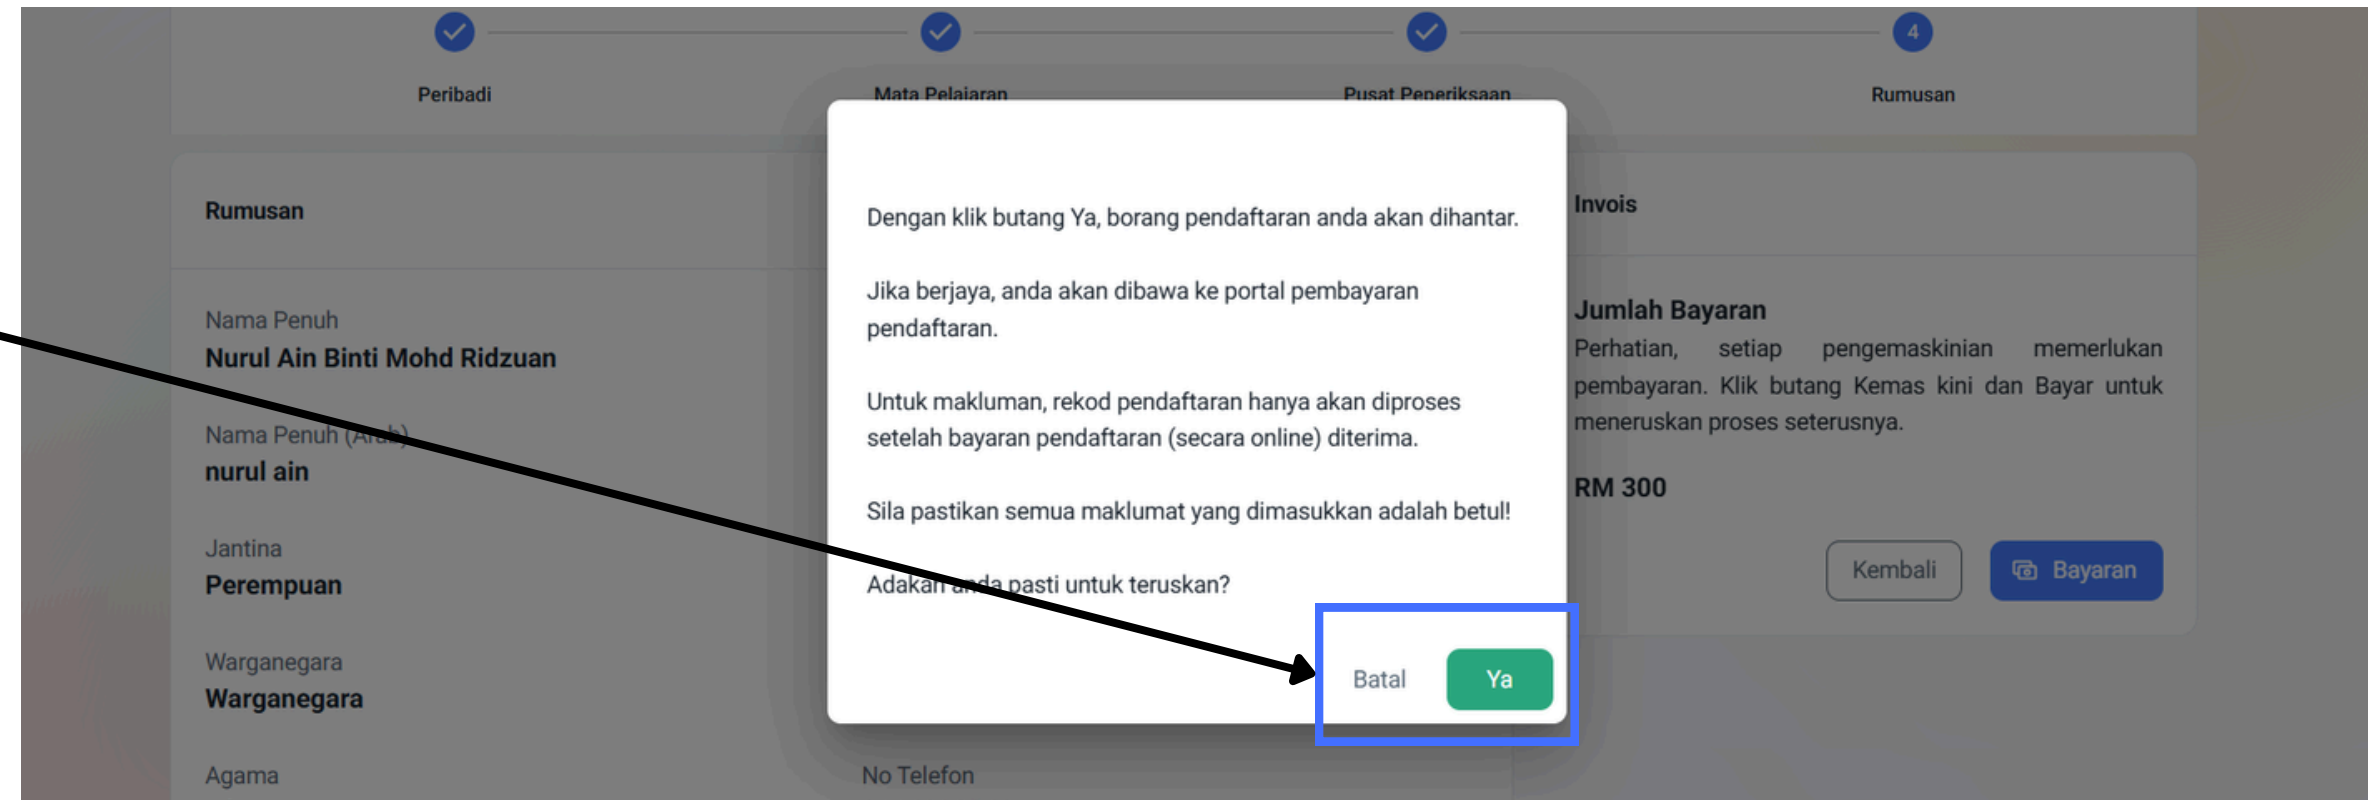 4
Peribadi
Mata Pelajaran
Pusat Peperiksaan
Rumusan
Rumusan
Nama Penuh
Nurul Ain Binti Mohd Ridzuan
Nama Penuh (Arab)
nurul ain
Jantina
Perempuan
Warganegara
Warganegara
Agama
No Telefon
Dengan klik butang Ya, borang pendaftaran anda akan dihantar.
Jika berjaya, anda akan dibawa ke portal pembayaran
pendaftaran.
Untuk makluman, rekod pendaftaran hanya akan diproses
setelah bayaran pendaftaran (secara online) diterima.
Sila pastikan semua maklumat yang dimasukkan adalah betul!
Adakah anda pasti untuk teruskan?
Batal
Ya
Invois
Jumlah Bayaran
Perhatian, setiap pengemaskinian memerlukan
pembayaran. Klik butang Kemas kini dan Bayar untuk
meneruskan proses seterusnya.
RM 300
Kembali
Bayaran